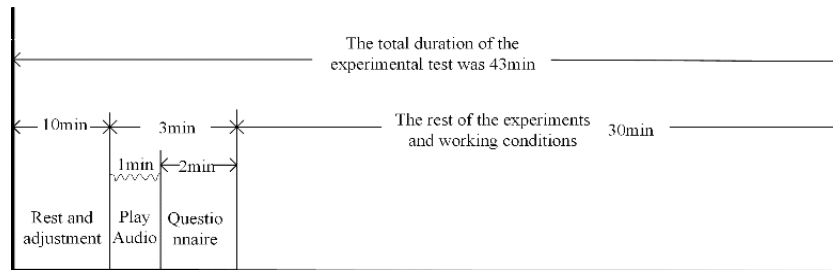 The total duration of the
experimental test was 43min
10min
3min
The rest of the experiments
and working conditions
30min
1min
2min
Rest and
adjustment
Play
Audio
Questio
nnaire